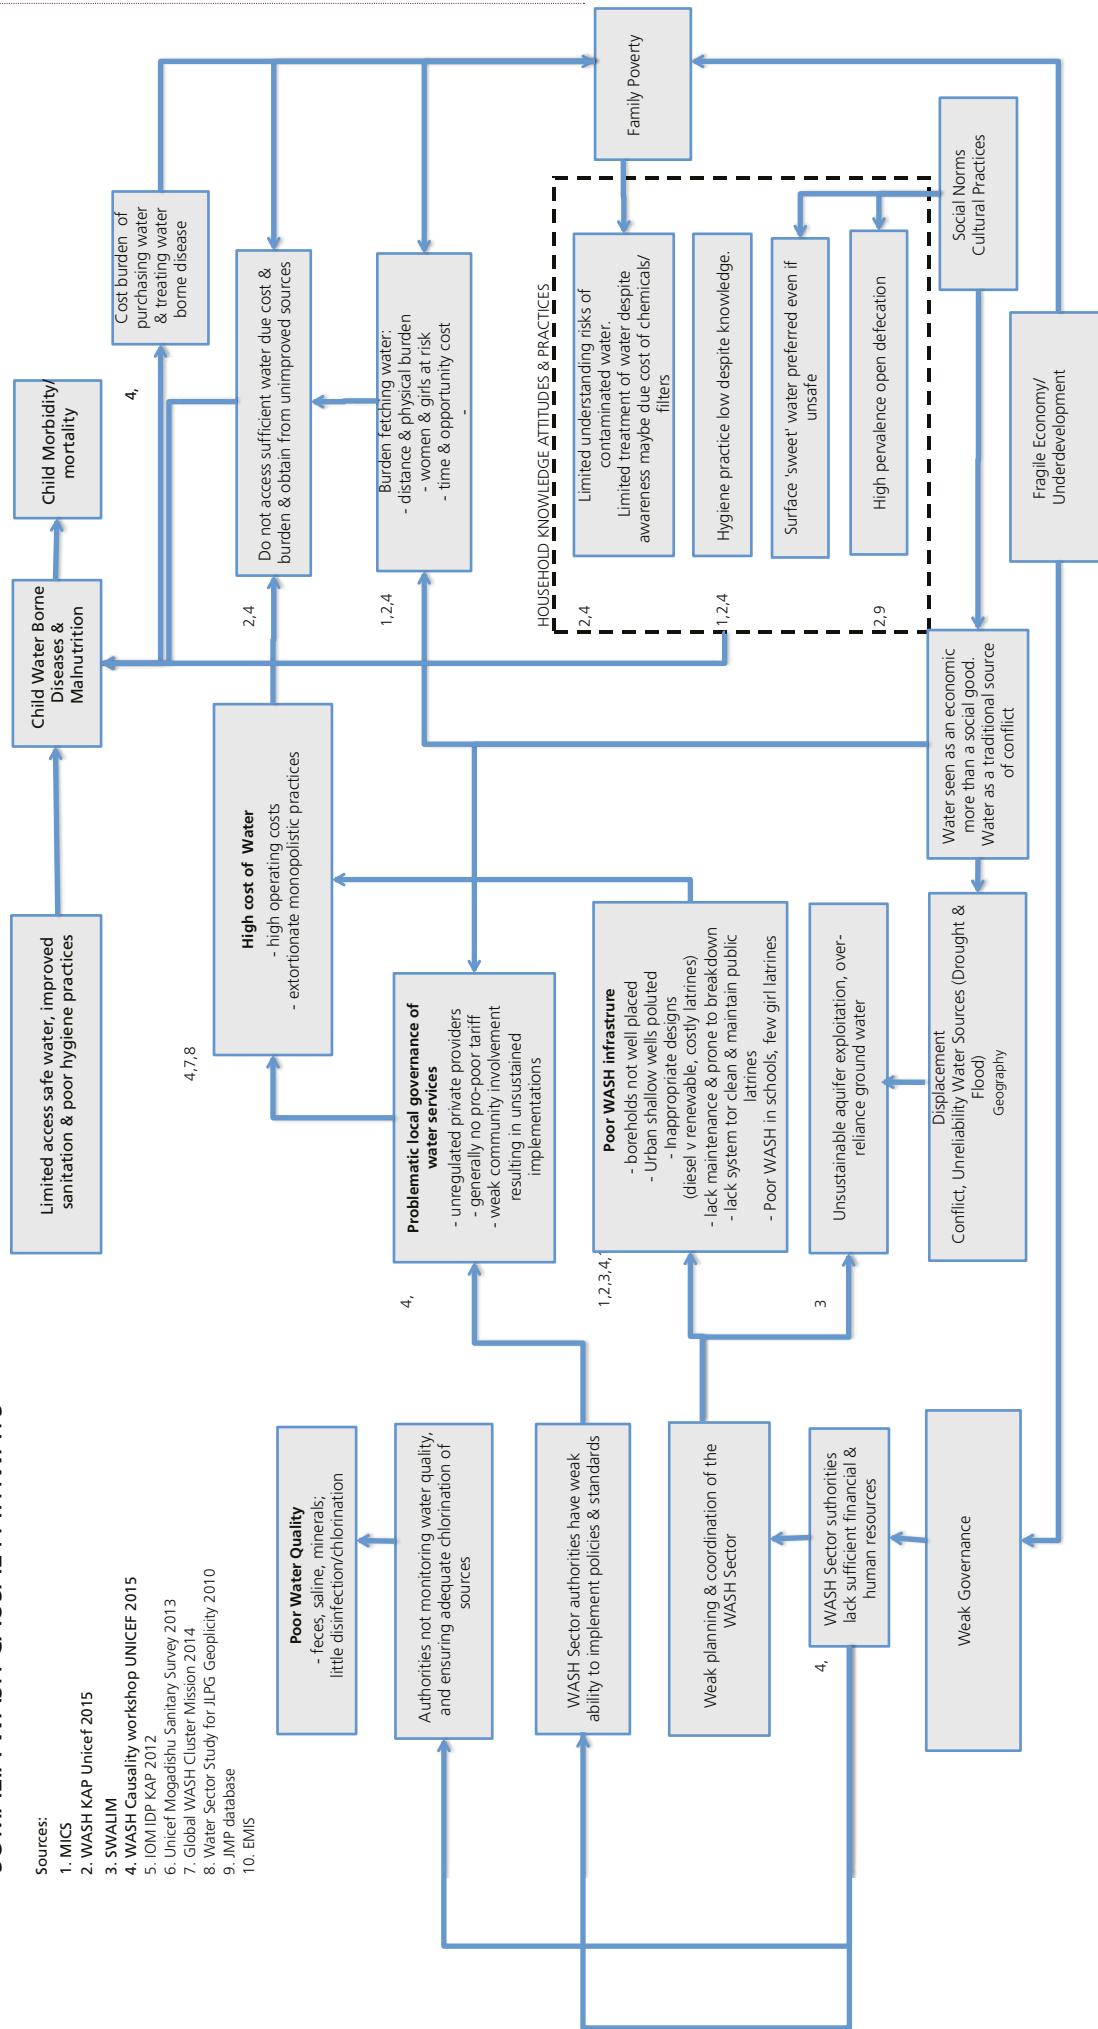 Sources:
1. MICS
2. WASH KAP Unicef 2015
3. SWALIM
4. WASH Causality workshop UNICEF 2015
5. IOM IDP KAP 2012
6. Unicef Mogadishu Sanitary Survey 2013
7. Global WASH Cluster Mission 2014
8. Water Sector Study for JLPG Geoplicity 2010
9. JMP database
10. EMIS
Limited access safe water, improved
sanitation & poor hygiene practices
Child Water Borne
Diseases &
Malnutrition
Child Morbidity/
mortality
4,
Cost burden of
purchasing water
& treating water
borne disease
4,7,8
High cost of Water
- high operating costs
- extortionate monopolistic practices
2,4
Do not access sufficient water due cost &
burden & obtain from unimproved sources
Poor Water Quality
- feces, saline, minerals;
little disinfection/chlorination
Authorities not monitoring water quality,
and ensuring adequate chlorination of
sources
4,
Problematic local governance of
water services
- unregulated private providers
- generally no pro-poor tariff
- weak community involvement
resulting in unsustained
implementations
1,2,4
Burden fetching water:
- distance & physical burden
- women & girls at risk
- time & opportunity cost
-
WASH Sector authorities have weak
ability to implement policies & standards
1,2,3,4,
Poor WASH infrastrure
- boreholds not well placed
- Urban shallow wells poluted
- Inappropriate designs
(diesel v renewable, costly latrines)
- lack maintenance & prone to breakdown
- lack system tor clean & maintain public
latrines
- Poor WASH in schools, few girl latrines
HOUSEHOLD KNOWLEDGE ATTITUDES & PRACTICES
2,4
Limited understanding risks of
contaminated water.
Limited treatment of water despite
awareness maybe due cost of chemicals/
filters
Family Poverty
Weak planning & coordination of the
WASH Sector
1,2,4
Hygiene practice low despite knowledge.
Surface 'sweet' water preferred even if
unsafe
4,
WASH Sector suthorities
lack sufficient financial &
human resources
3
Unsustainable aquifer exploitation, over-
reliance ground water
2,9
High pervalence open defecation
Weak Governance
Displacement
Conflict, Unreliability Water Sources (Drought &
Flood)
Geography
Water seen as an economic
more than a social good.
Water as a traditional source
of conflict
Social Norms
Cultural Practices
Fragile Economy/
Underdevelopment